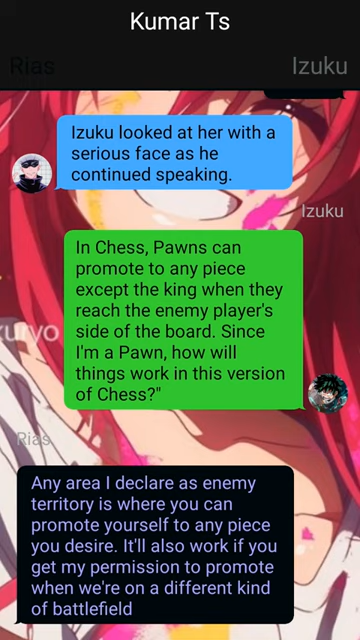 Kumar Ts
Rias
Izuku
Izuku looked at her with a
serious face as he
continued speaking.
Izuku
In Chess, Pawns can
promote to any piece
except the king when they
reach the enemy player's
side of the board. Since
I'm a Pawn, how will
things work in this version
of Chess?"
Rias
Any area I declare as enemy
territory is where you can
promote yourself to any piece
you desire. It'll also work if you
get my permission to promote
when we're on a different kind
of battlefield